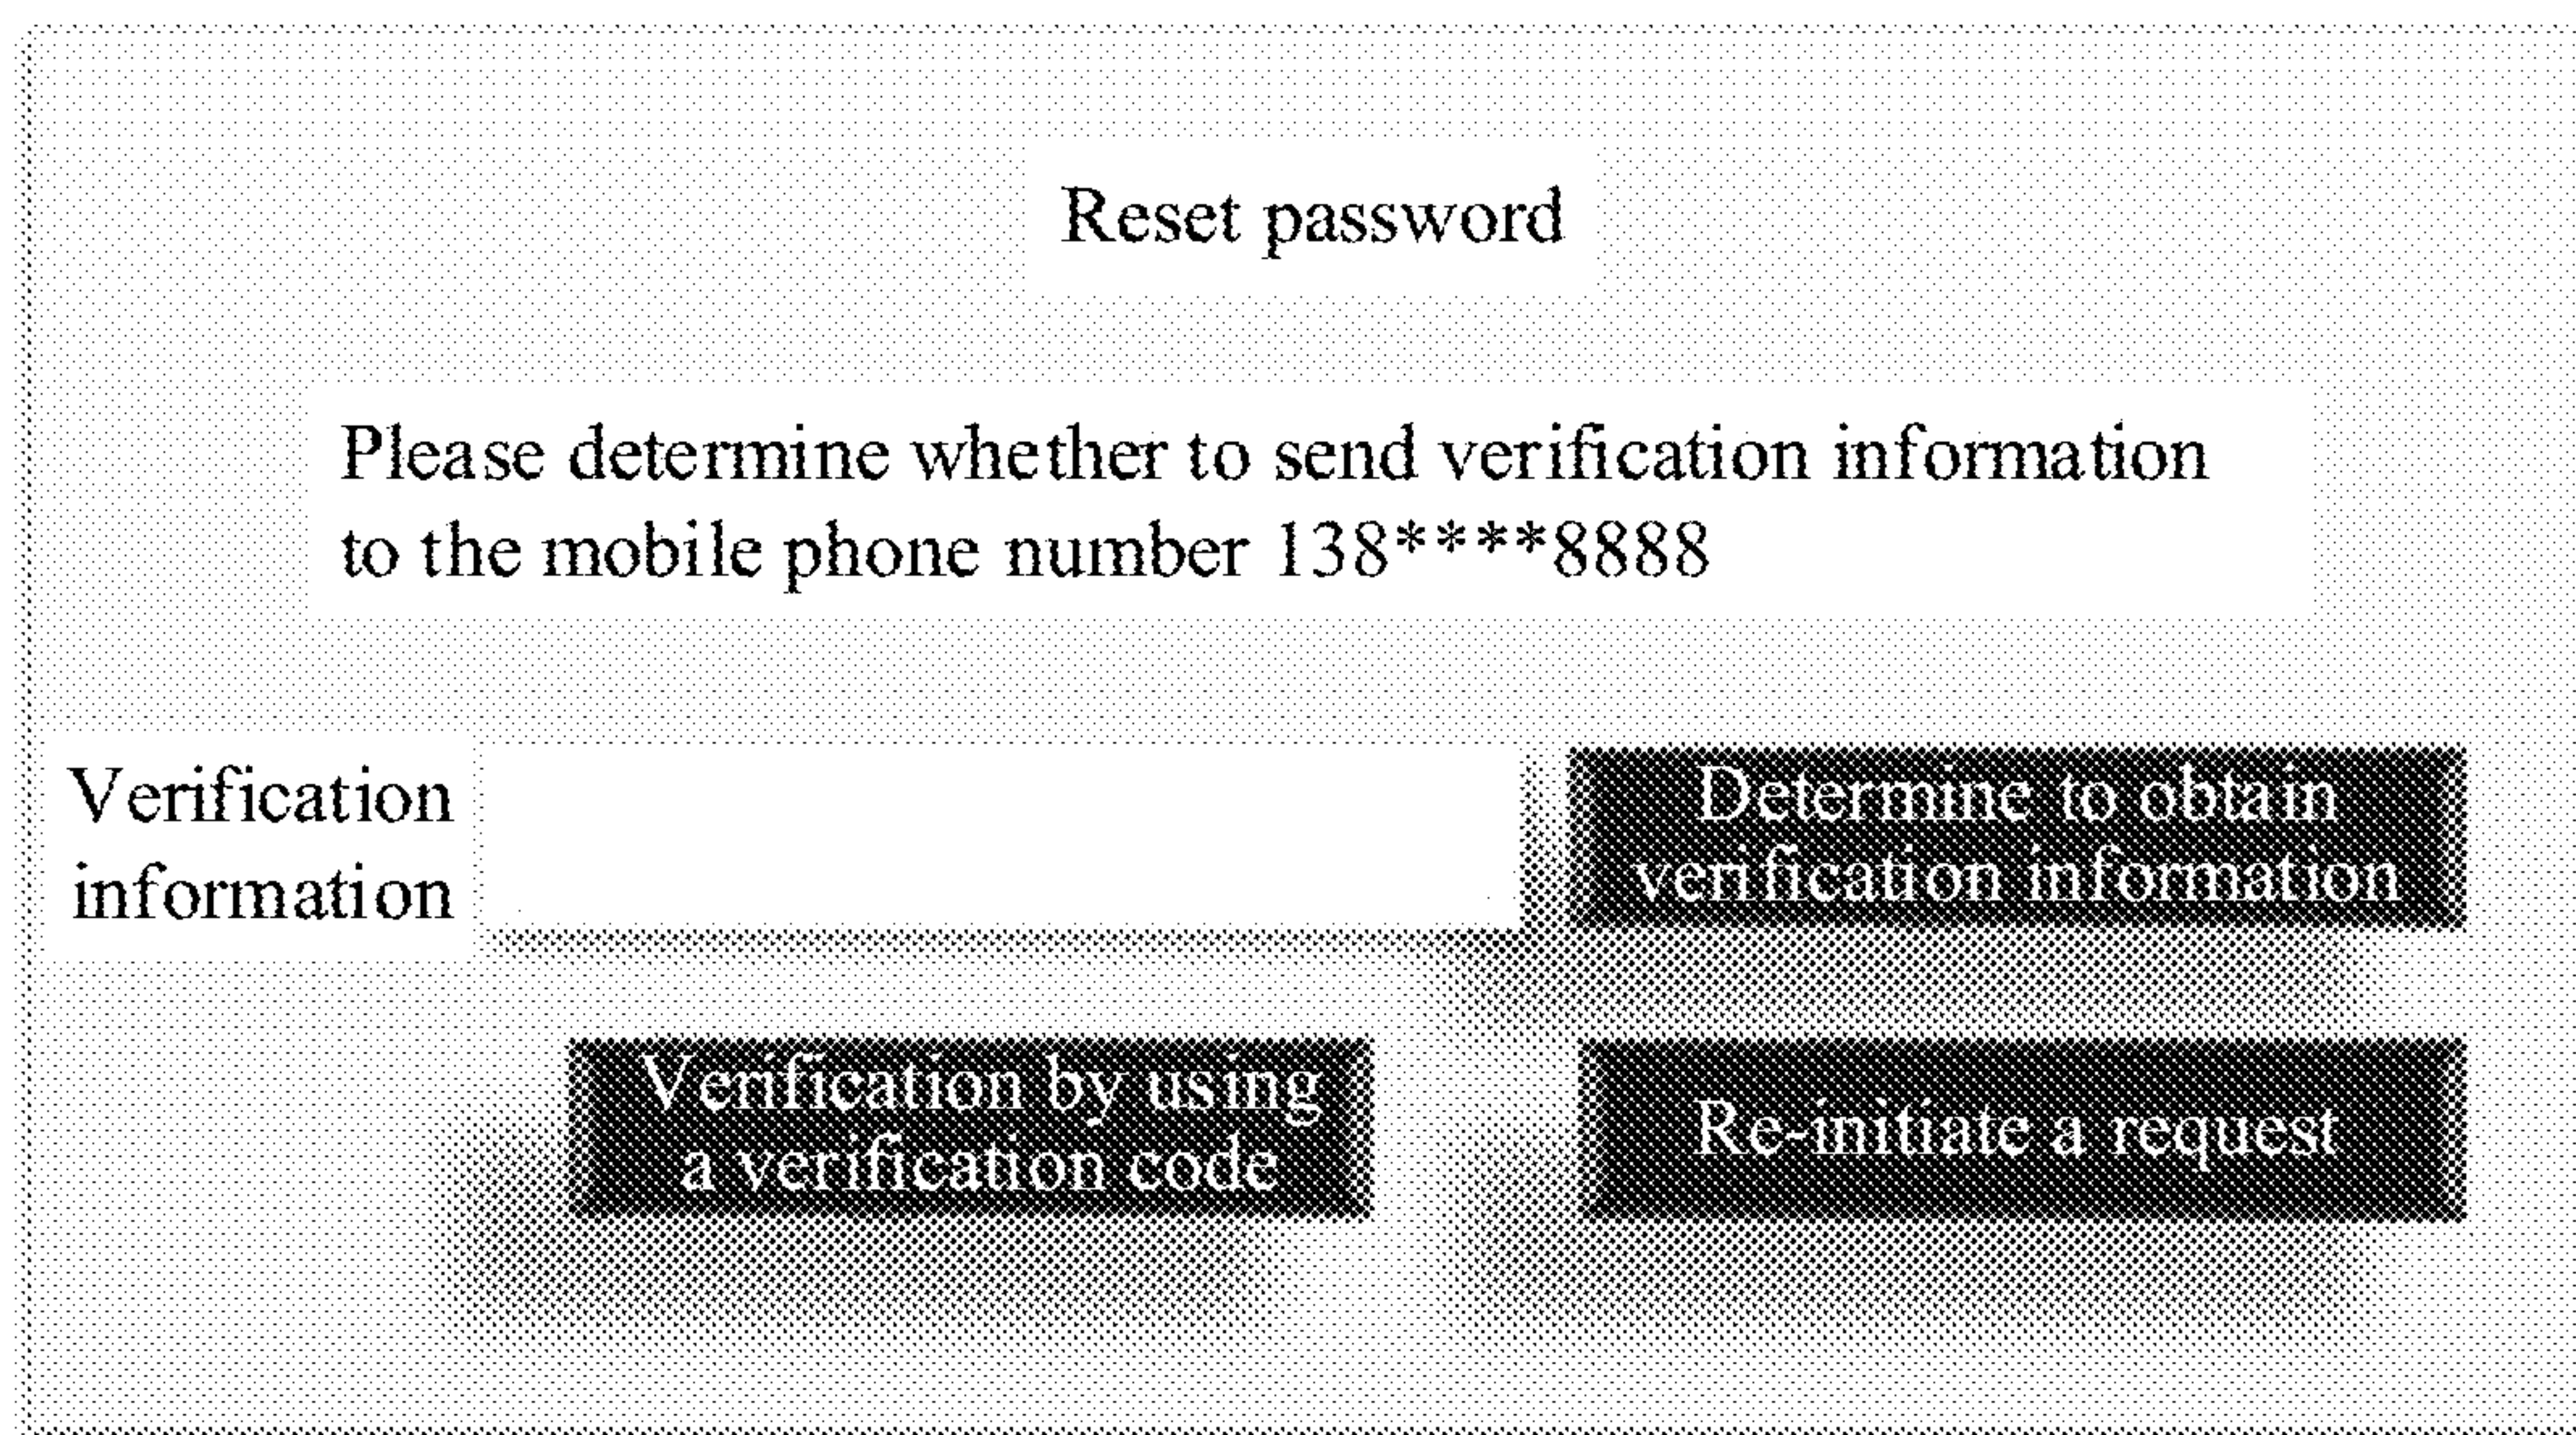 Reset password
Please determine whether to send verification information
to the mobile phone number 138****8888
Verification
information
Determine to obtain
verification information
Verification by using
a verification code
Re-initiate a request